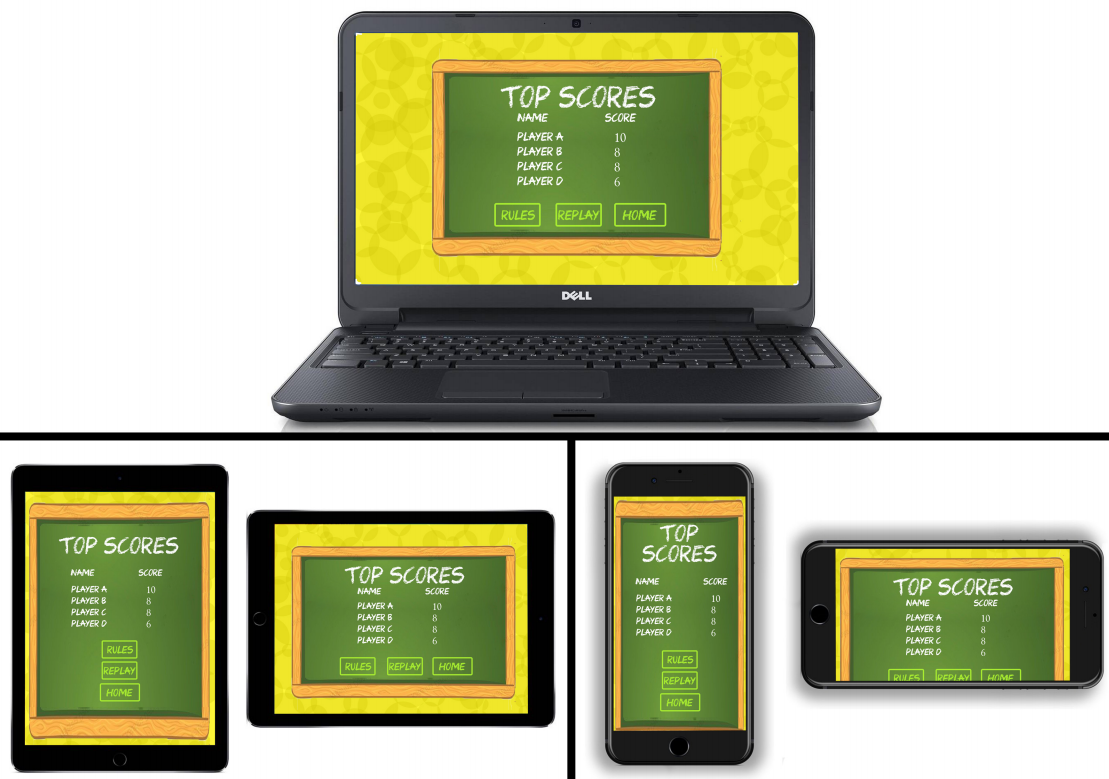 TOP SCORES
NAME SCORE
PLAYER A 10
PLAYER B 8
PLAYER C 8
PLAYER D 6
RULES REPLAY HOME
DELL
TOP SCORES
NAME SCORE
PLAYER A 10
PLAYER B 8
PLAYER C 8
PLAYER D 6
RULES
REPLAY
HOME
TOP SCORES
NAME SCORE
PLAYER A 10
PLAYER B 8
PLAYER C 8
PLAYER D 6
RULES REPLAY HOME
TOP
SCORES
NAME SCORE
PLAYER A 10
PLAYER B 8
PLAYER C 8
PLAYER D 6
RULES
REPLAY
HOME
TOP SCORES
NAME SCORE
PLAYER A 10
PLAYER B 8
PLAYER C 8
PLAYER D 6
RULES REPLAY HOME